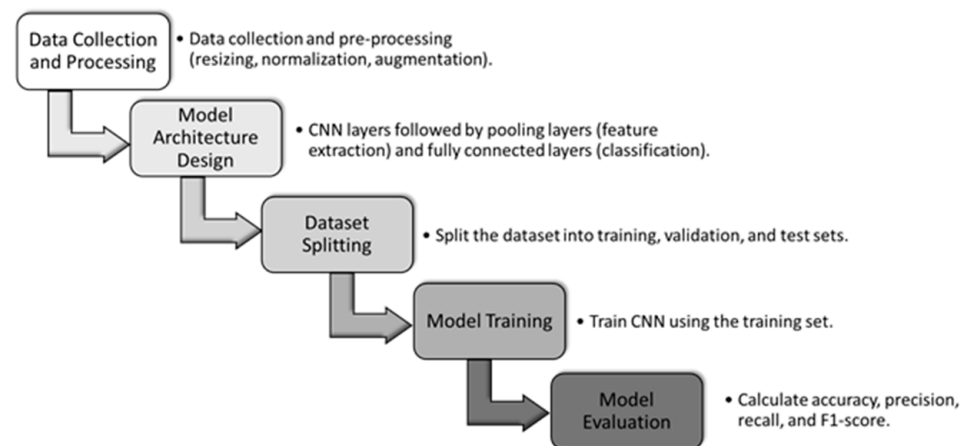 Data Collection
and Processing
• Data collection and pre-processing
(resizing, normalization, augmentation).
Model
Architecture
Design
• CNN layers followed by pooling layers (feature
extraction) and fully connected layers (classification).
Dataset
Splitting
• Split the dataset into training, validation, and test sets.
Model Training
• Train CNN using the training set.
Model
Evaluation
• Calculate accuracy, precision,
recall, and F1-score.